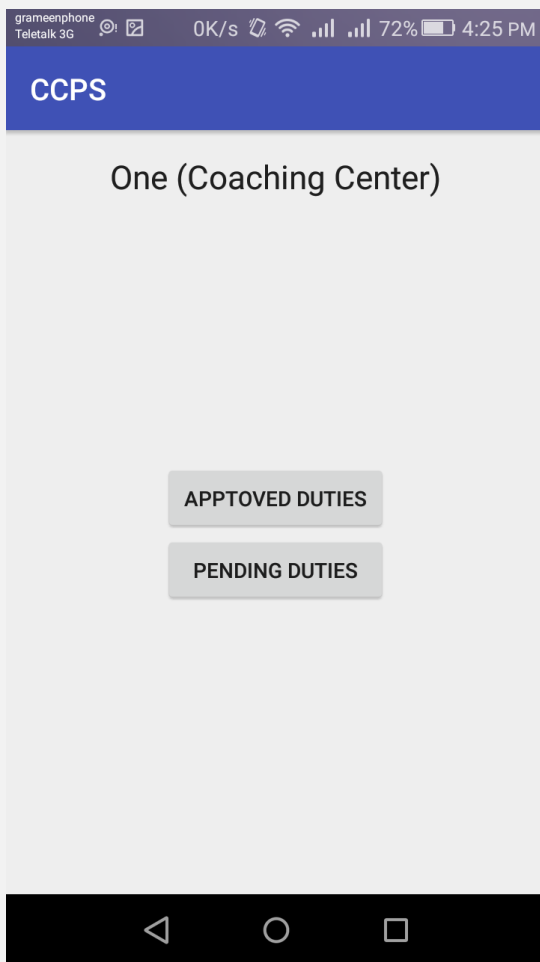 grameenphone
Teletalk 3G
0K/s 72% 4:25 PM
CCPS
One (Coaching Center)
APPTOVED DUTIES
PENDING DUTIES